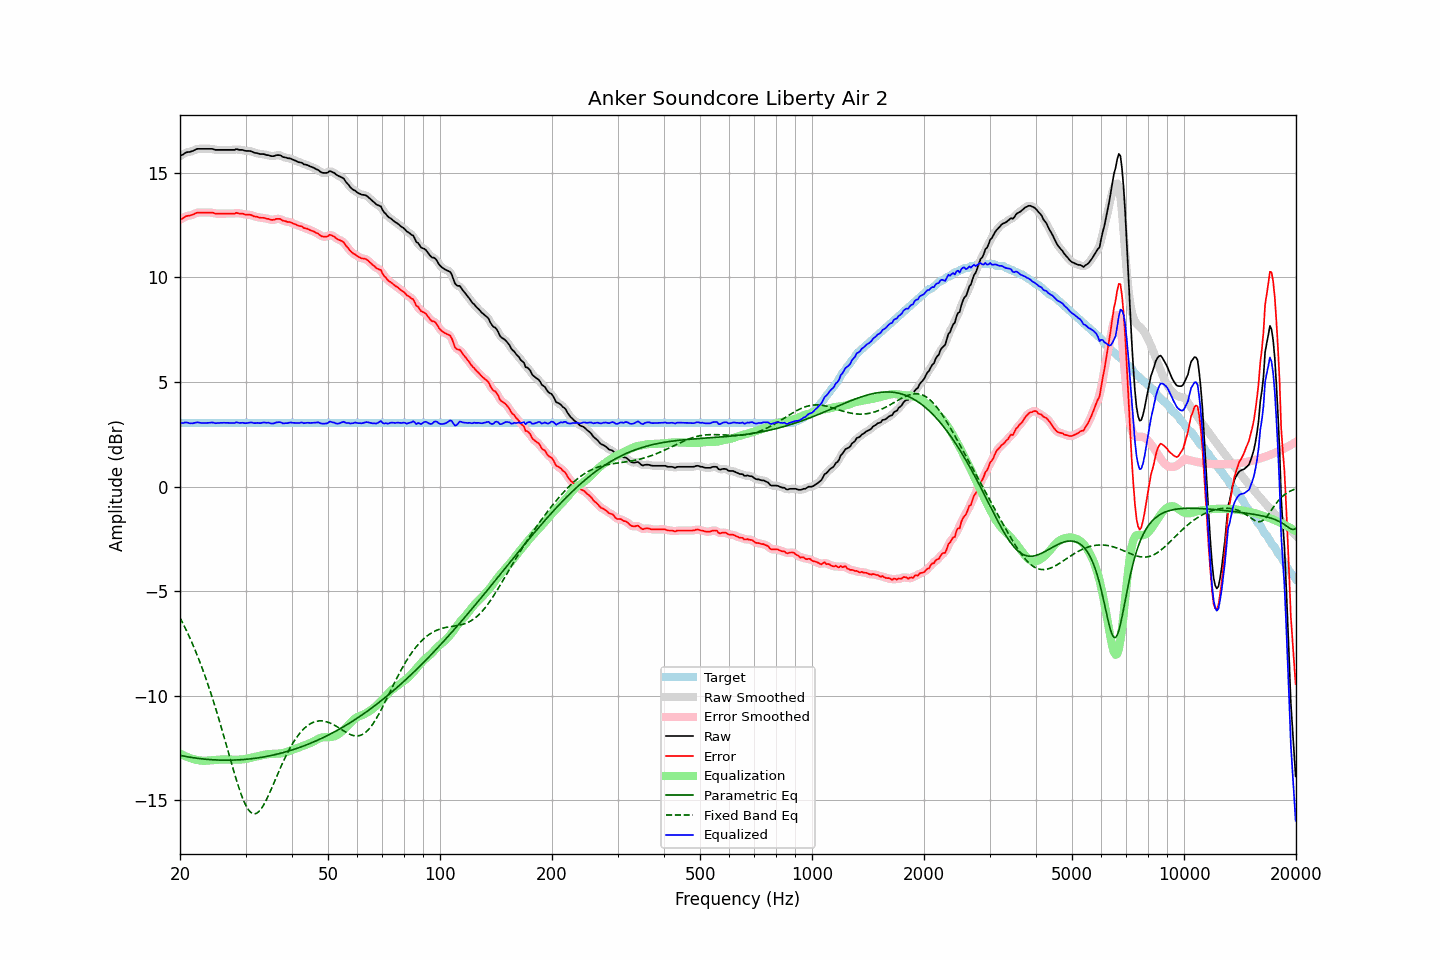 Anker Soundcore Liberty Air 2
Amplitude (dBr)
15
10
5
0
−5
−10
−15
Target
Raw Smoothed
Error Smoothed
Raw
Error
Equalization
Parametric Eq
Fixed Band Eq
Equalized
20 50 100 200 500 1000 2000 5000 10000 20000
Frequency (Hz)